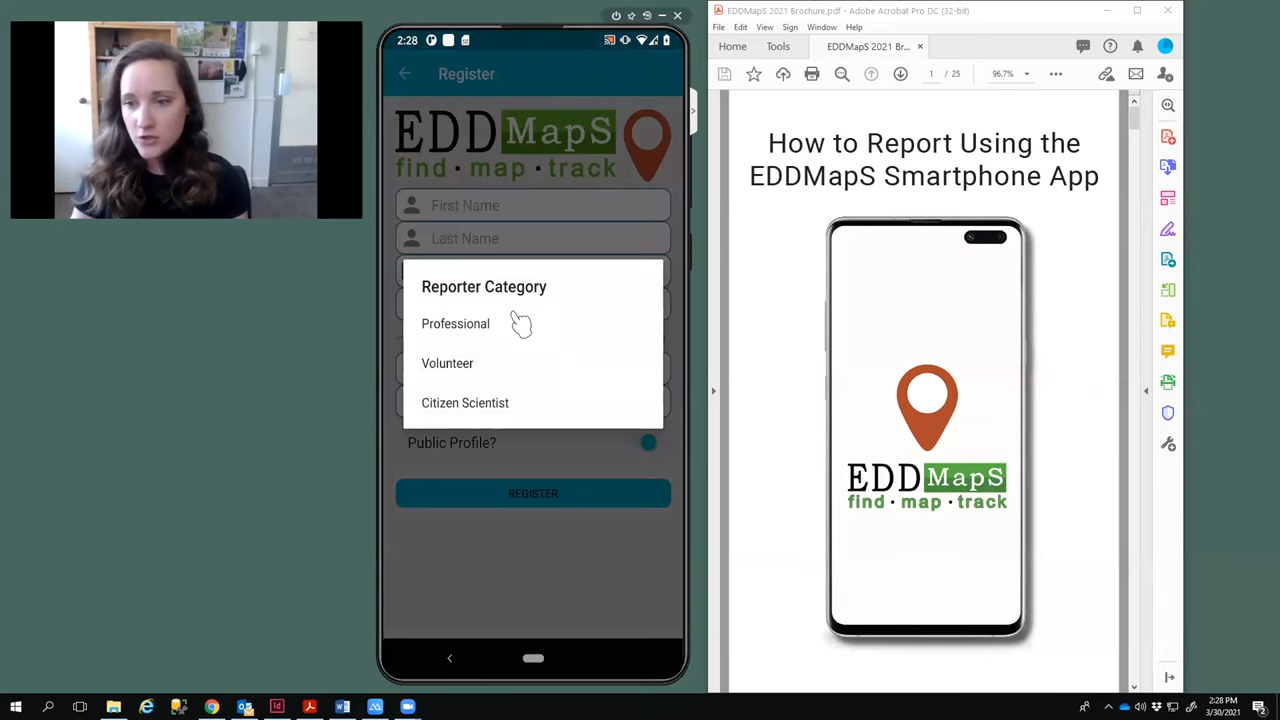 2:28
Register
EDDMapS
find · map · track
First Name
Last Name
Reporter Category
Professional
Volunteer
Citizen Scientist
Public Profile?
REGISTER
EDDMapS 2021 Brochure.pdf - Adobe Acrobat Pro DC (32-bit)
File Edit View Sign Window Help
Home Tools EDDMapS 2021 Br...
1 / 25 96.7%
How to Report Using the
EDDMapS Smartphone App
EDDMapS
find · map · track
2:28 PM
3/30/2021
2